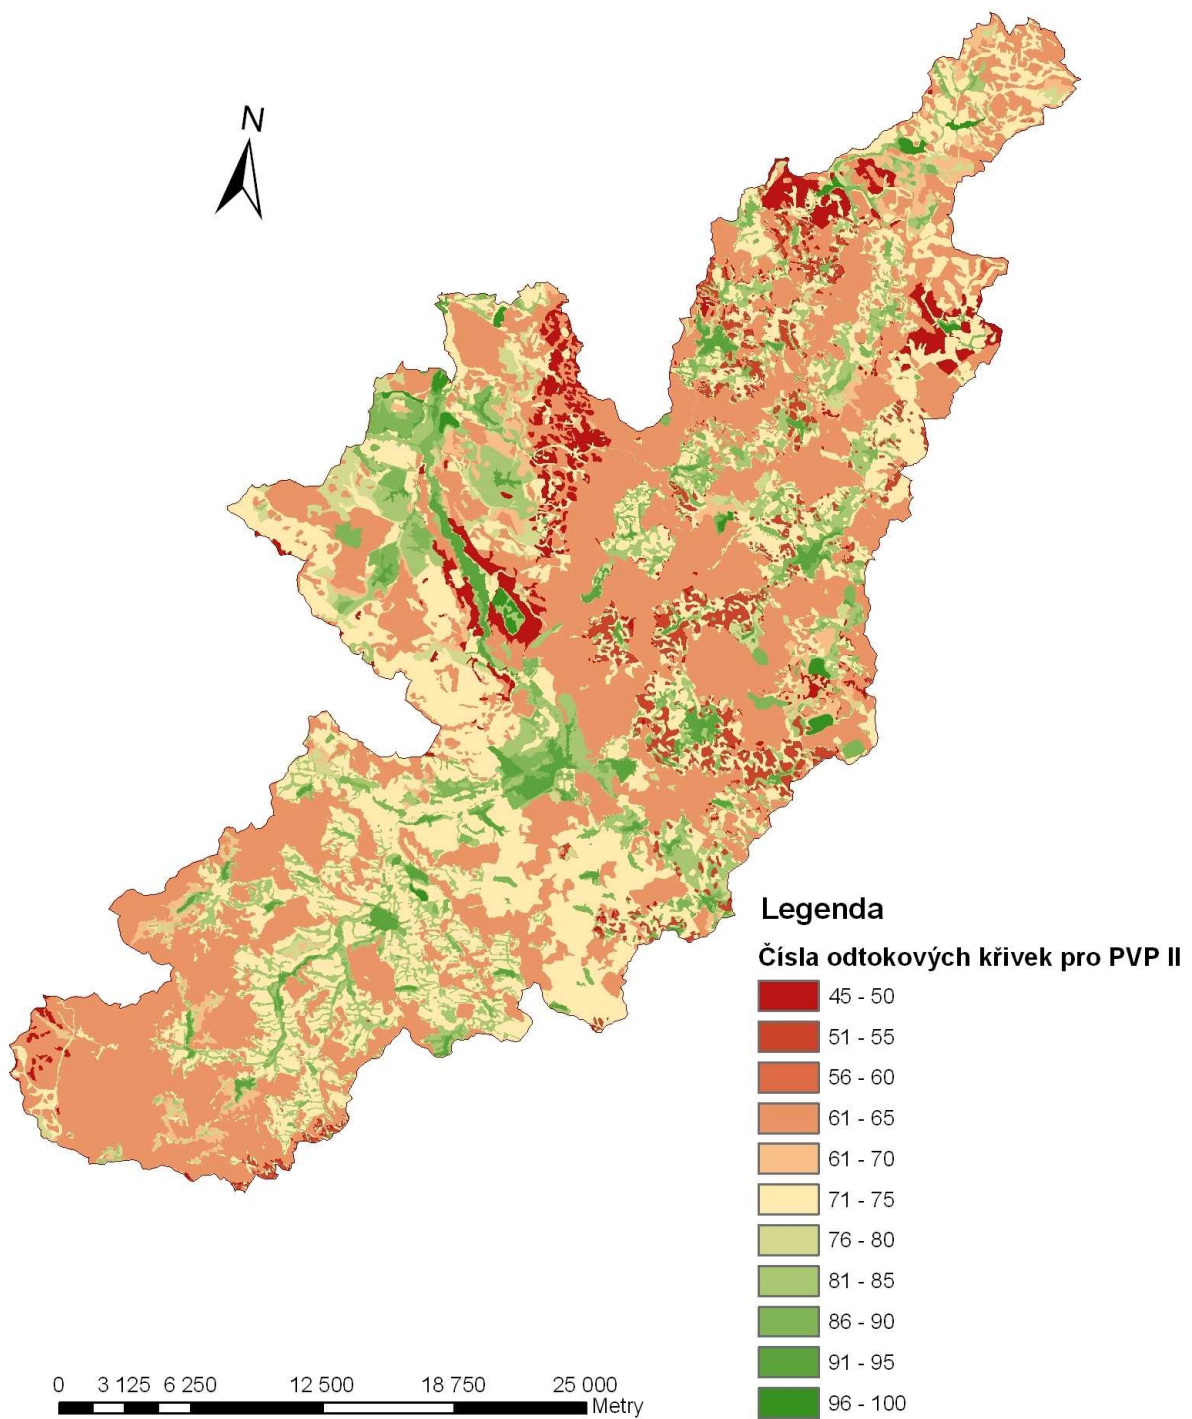 N
Legenda
Čísla odtokových křivek pro PVP II
45 - 50
51 - 55
56 - 60
61 - 65
61 - 70
71 - 75
76 - 80
81 - 85
86 - 90
91 - 95
96 - 100
0 3 125 6 250 12 500 18 750 25 000
Metry